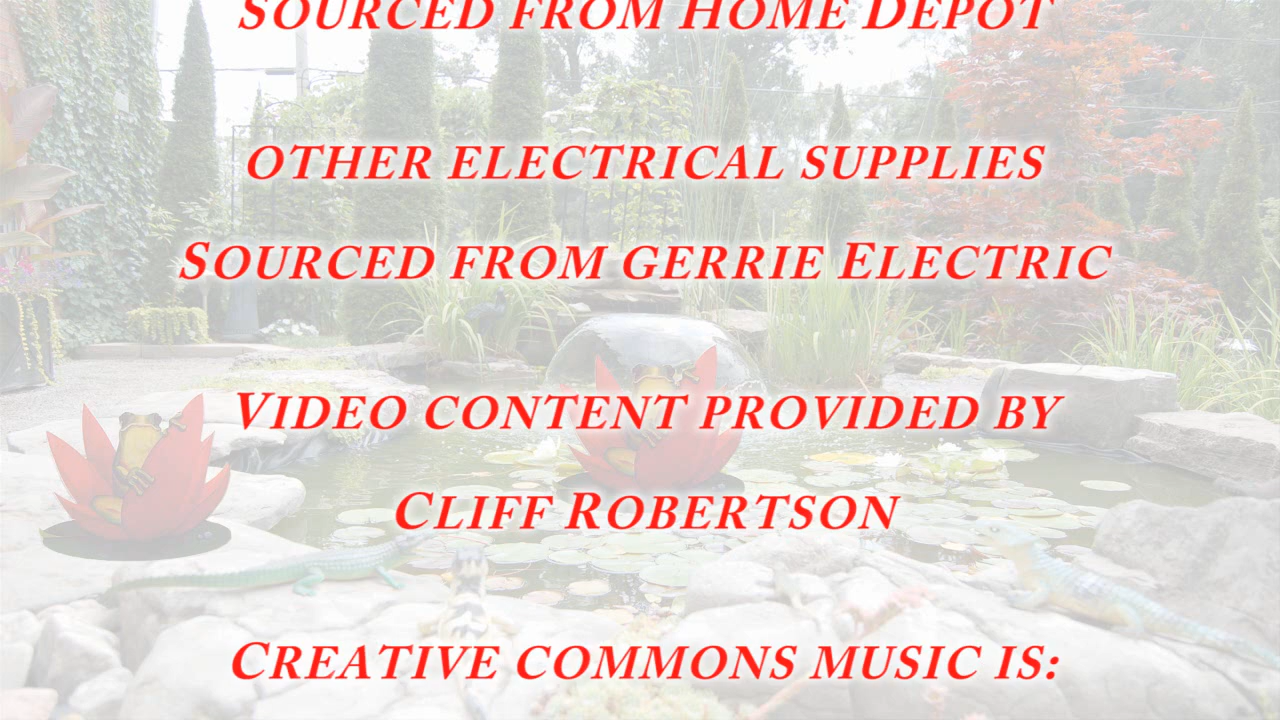 SOURCED FROM HOME DEPOT
OTHER ELECTRICAL SUPPLIES
SOURCED FROM GERRIE ELECTRIC
VIDEO CONTENT PROVIDED BY
CLIFF ROBERTSON
CREATIVE COMMONS MUSIC IS: